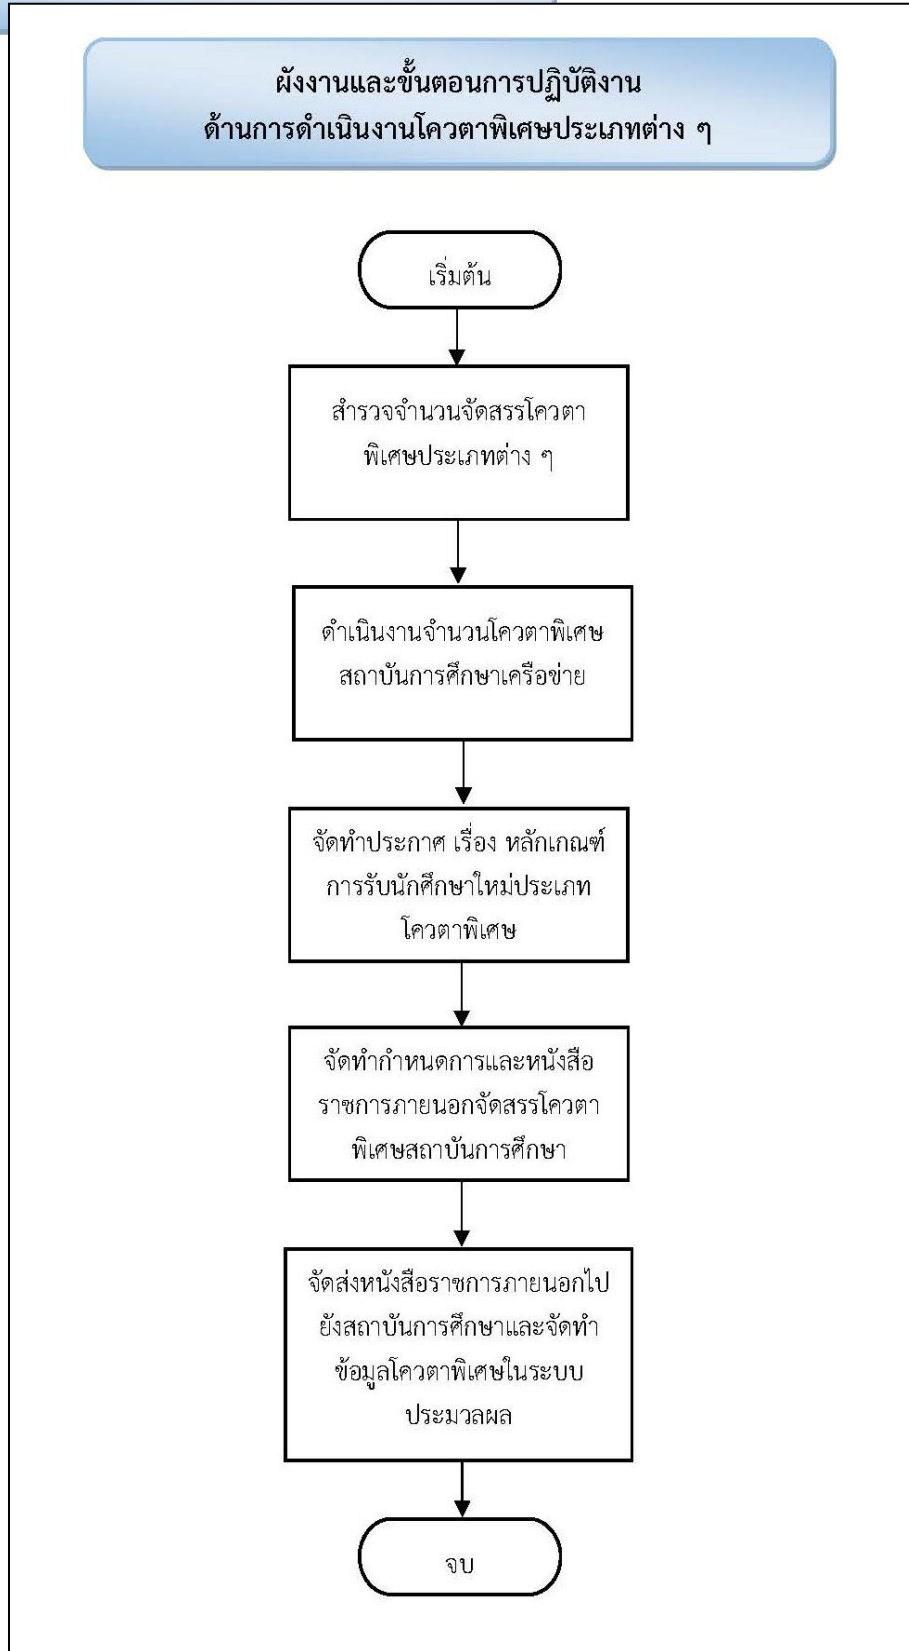 ผังงานและขั้นตอนการปฏิบัติงาน
ด้านการดำเนินงานโควตาพิเศษประเภทต่าง ๆ
เริ่มต้น
สำรวจจำนวนจัดสรรโควตา
พิเศษประเภทต่าง ๆ
ดำเนินงานจำนวนโควตาพิเศษ
สถาบันการศึกษาเครือข่าย
จัดทำประกาศ เรื่อง หลักเกณฑ์
การรับนักศึกษาใหม่ประเภท
โควตาพิเศษ
จัดทำกำหนดการและหนังสือ
ราชการภายนอกจัดสรรโควตา
พิเศษสถาบันการศึกษา
จัดส่งหนังสือราชการภายนอกไป
ยังสถาบันการศึกษาและจัดทำ
ข้อมูลโควตาพิเศษในระบบ
ประมวลผล
จบ